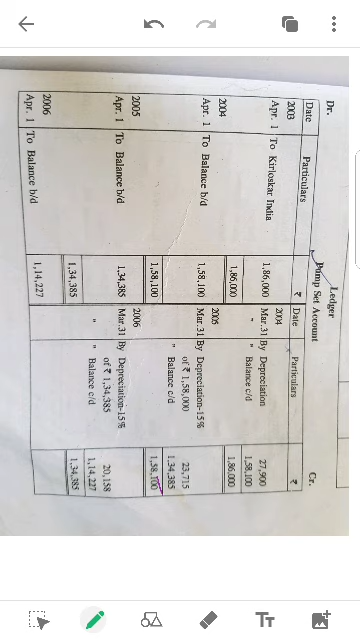 Ledger
Dr. Pump Set Account Cr.
Date Particulars ₹ Date Particulars ₹
2003 2004
Apr. 1 To Kirloskar India 1,86,000 Mar.31 By Depreciation 27,900
" " Balance c/d 1,58,100
1,86,000 1,86,000
2004 2005
Apr. 1 To Balance b/d 1,58,100 Mar.31 By Depreciation-15%
of ₹ 1,58,000 23,715
" Balance c/d 1,34,385
1,58,100 1,58,100
2005 2006
Apr. 1 To Balance b/d 1,34,385 Mar.31 By Depreciation-15%
of ₹ 1,34,385 20,158
" " Balance c/d 1,14,227
1,34,385 1,34,385
2006
Apr. 1 To Balance b/d 1,14,227
TT